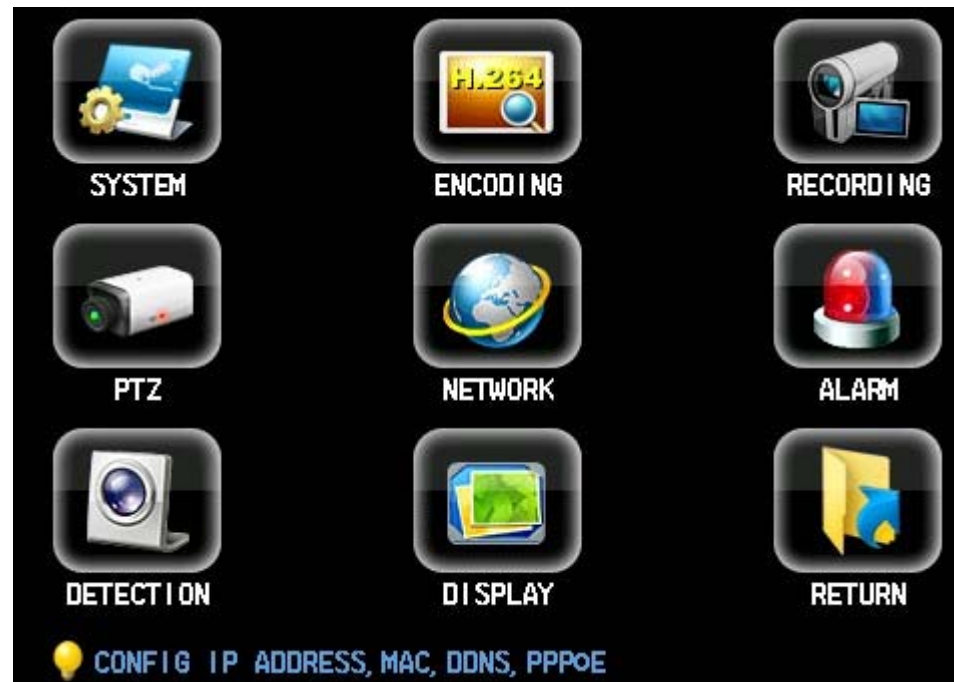 H.264
SYSTEM ENCODING RECORDING
PTZ NETWORK ALARM
DETECTION DISPLAY RETURN
CONFIG IP ADDRESS, MAC, DDNS, PPPOE